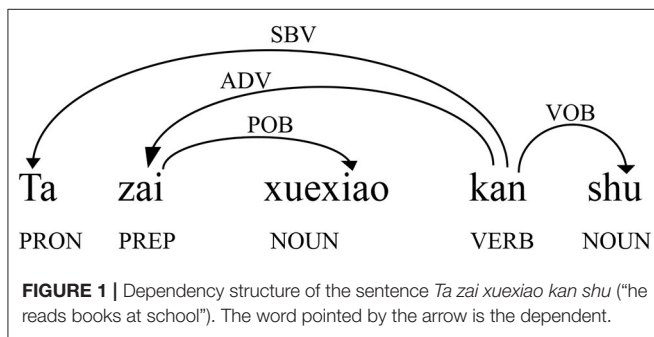 SBV
ADV
VOB
POB
Ta zai xuexiao kan shu
PRON PREP NOUN VERB NOUN
FIGURE 1 | Dependency structure of the sentence Ta zai xuexiao kan shu (“he
reads books at school”). The word pointed by the arrow is the dependent.